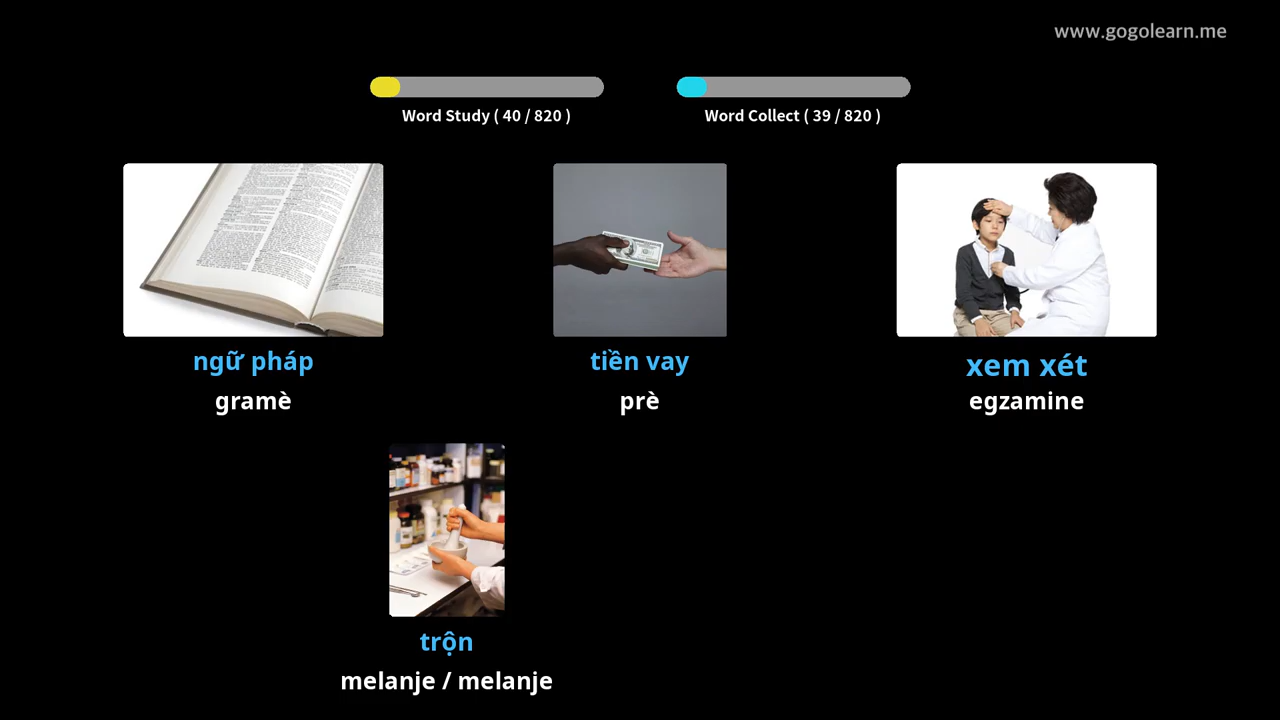 www.gogolearn.me
Word Study ( 40 / 820 )
Word Collect ( 39 / 820 )
ngữ pháp
gramè
tiền vay
prè
xem xét
egzamine
trộn
melanje / melanje